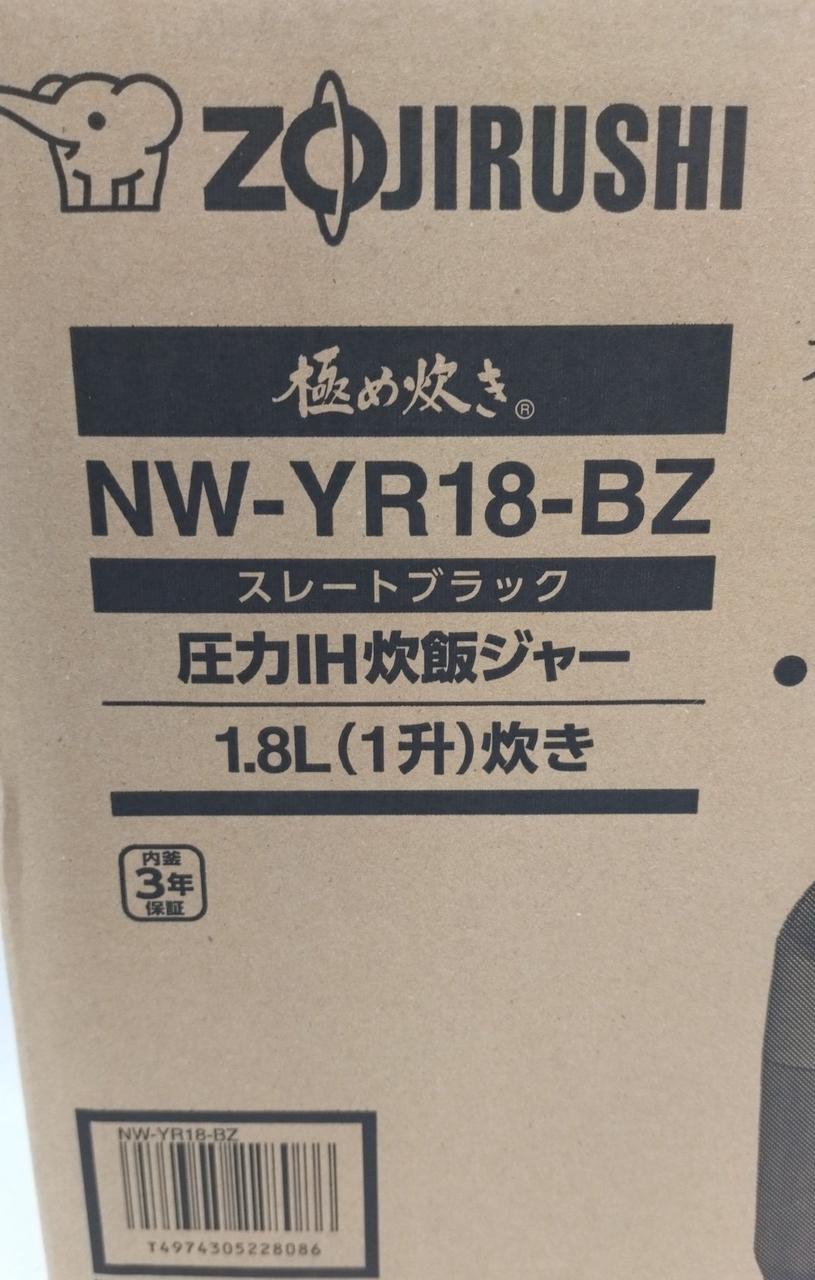 ZOJIRUSHI
極め炊き®
NW-YR18-BZ
スレートブラック
圧力IH炊飯ジャー
1.8L(1升)炊き
内釜
3年
保証
NW-YR18-BZ
T4974305228086